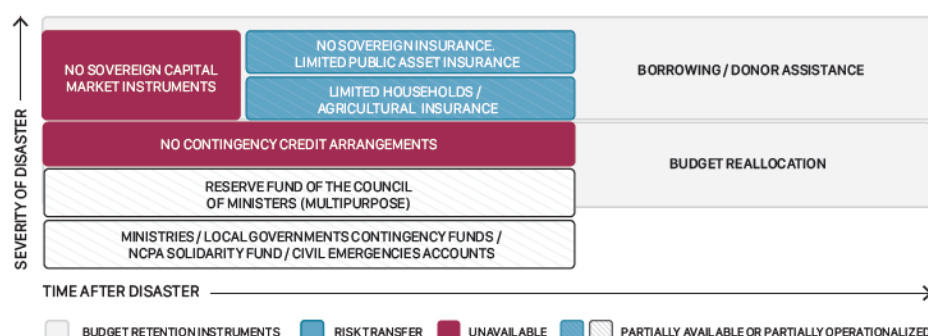 SEVERITY OF DISASTER
NO SOVEREIGN CAPITAL
MARKET INSTRUMENTS
NO SOVEREIGN INSURANCE.
LIMITED PUBLIC ASSET INSURANCE
LIMITED HOUSEHOLDS /
AGRICULTURAL INSURANCE
BORROWING / DONOR ASSISTANCE
NO CONTINGENCY CREDIT ARRANGEMENTS
BUDGET REALLOCATION
RESERVE FUND OF THE COUNCIL
OF MINISTERS (MULTIPURPOSE)
MINISTRIES / LOCAL GOVERNMENTS CONTINGENCY FUNDS /
NCPA SOLIDARITY FUND / CIVIL EMERGENCIES ACCOUNTS
TIME AFTER DISASTER
BUDGET RETENTION INSTRUMENTS
RISK TRANSFER
UNAVAILABLE
PARTIALLY AVAILABLE OR PARTIALLY OPERATIONALIZED